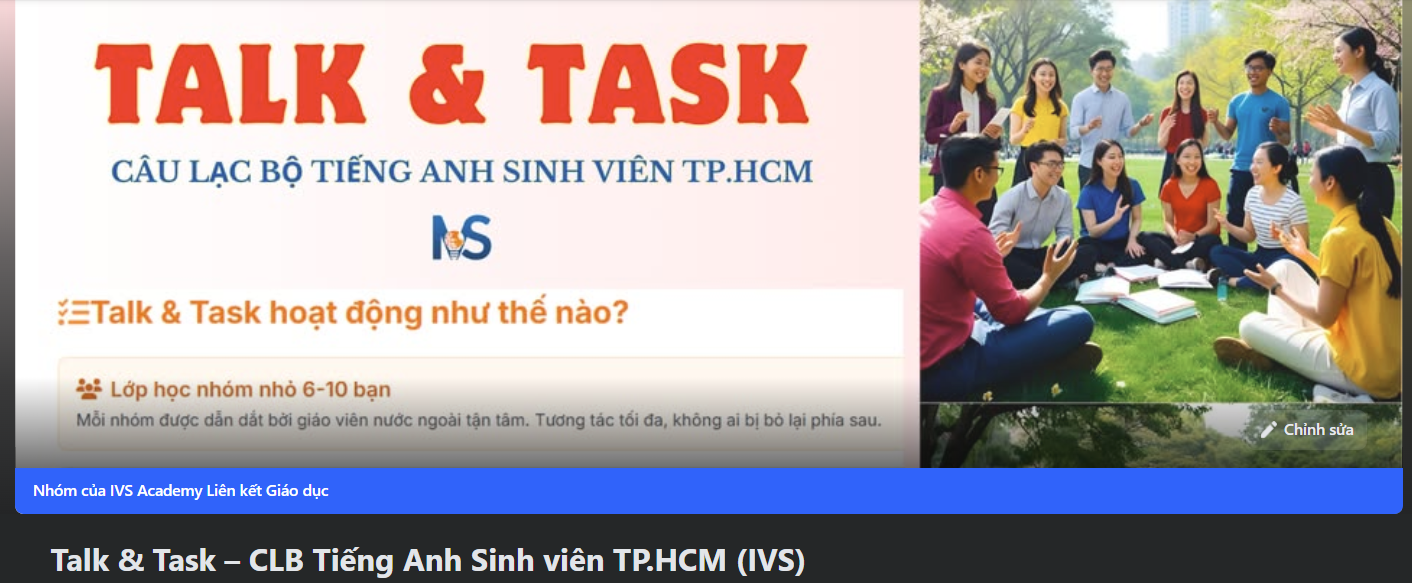 TALK & TASK
CÂU LẠC BỘ TIẾNG ANH SINH VIÊN TP.HCM
IVS
Talk & Task hoạt động như thế nào?
Lớp học nhóm nhỏ 6-10 bạn
Mỗi nhóm được dẫn dắt bởi giáo viên nước ngoài tận tâm. Tương tác tối đa, không ai bị bỏ lại phía sau.
Chỉnh sửa
Nhóm của IVS Academy Liên kết Giáo dục
Talk & Task – CLB Tiếng Anh Sinh viên TP.HCM (IVS)